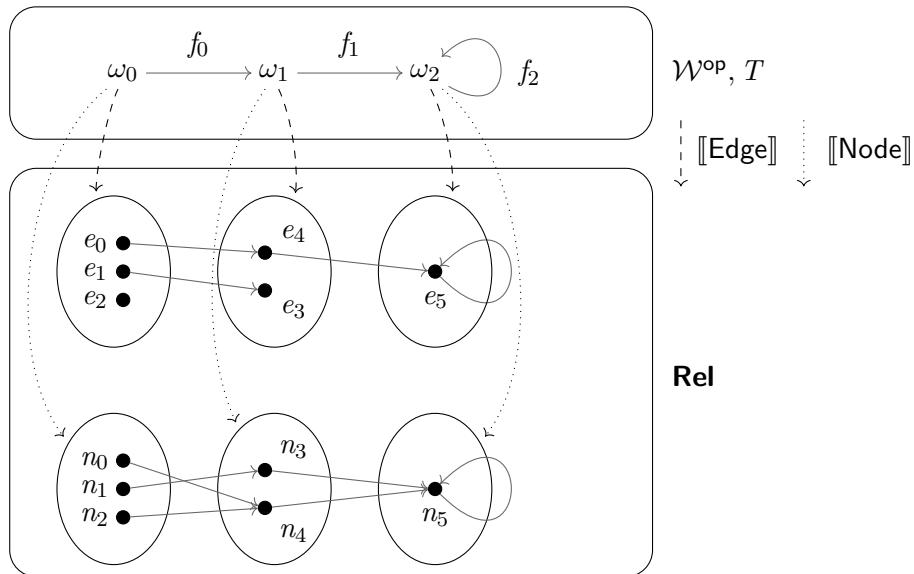 f₀ f₁
ω₀ ω₁ ω₂ f₂ 𝒲ᵒᵖ, T
⟦Edge⟧ ⟦Node⟧
e₀ e₄
e₁
e₂ e₃ e₅
Rel
n₀ n₃
n₁
n₂ n₄ n₅